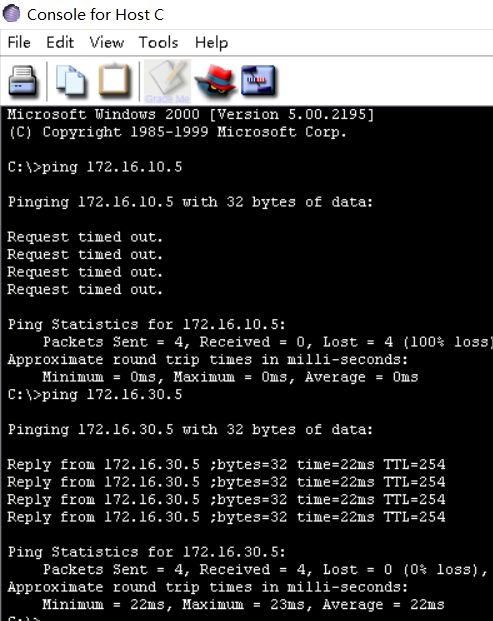 Console for Host C
File Edit View Tools Help
Grade Me
Microsoft Windows 2000 [Version 5.00.2195]
(C) Copyright 1985-1999 Microsoft Corp.
C:\>ping 172.16.10.5
Pinging 172.16.10.5 with 32 bytes of data:
Request timed out.
Request timed out.
Request timed out.
Request timed out.
Ping Statistics for 172.16.10.5:
Packets Sent = 4, Received = 0, Lost = 4 (100% loss)
Approximate round trip times in milli-seconds:
Minimum = 0ms, Maximum = 0ms, Average = 0ms
C:\>ping 172.16.30.5
Pinging 172.16.30.5 with 32 bytes of data:
Reply from 172.16.30.5 ;bytes=32 time=22ms TTL=254
Reply from 172.16.30.5 ;bytes=32 time=22ms TTL=254
Reply from 172.16.30.5 ;bytes=32 time=22ms TTL=254
Reply from 172.16.30.5 ;bytes=32 time=22ms TTL=254
Ping Statistics for 172.16.30.5:
Packets Sent = 4, Received = 4, Lost = 0 (0% loss),
Approximate round trip times in milli-seconds:
Minimum = 22ms, Maximum = 23ms, Average = 22ms
C:\>